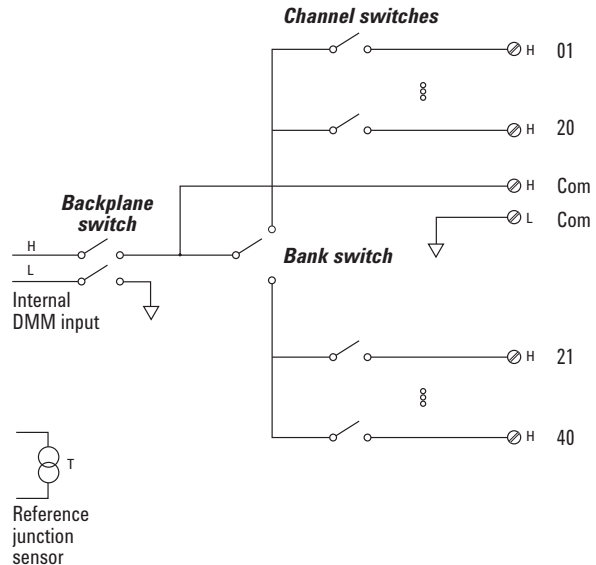 Channel switches
H 01
H 20
H Com
L Com
Backplane
switch
H
L
Internal
DMM input
Bank switch
H 21
H 40
T
Reference
junction
sensor